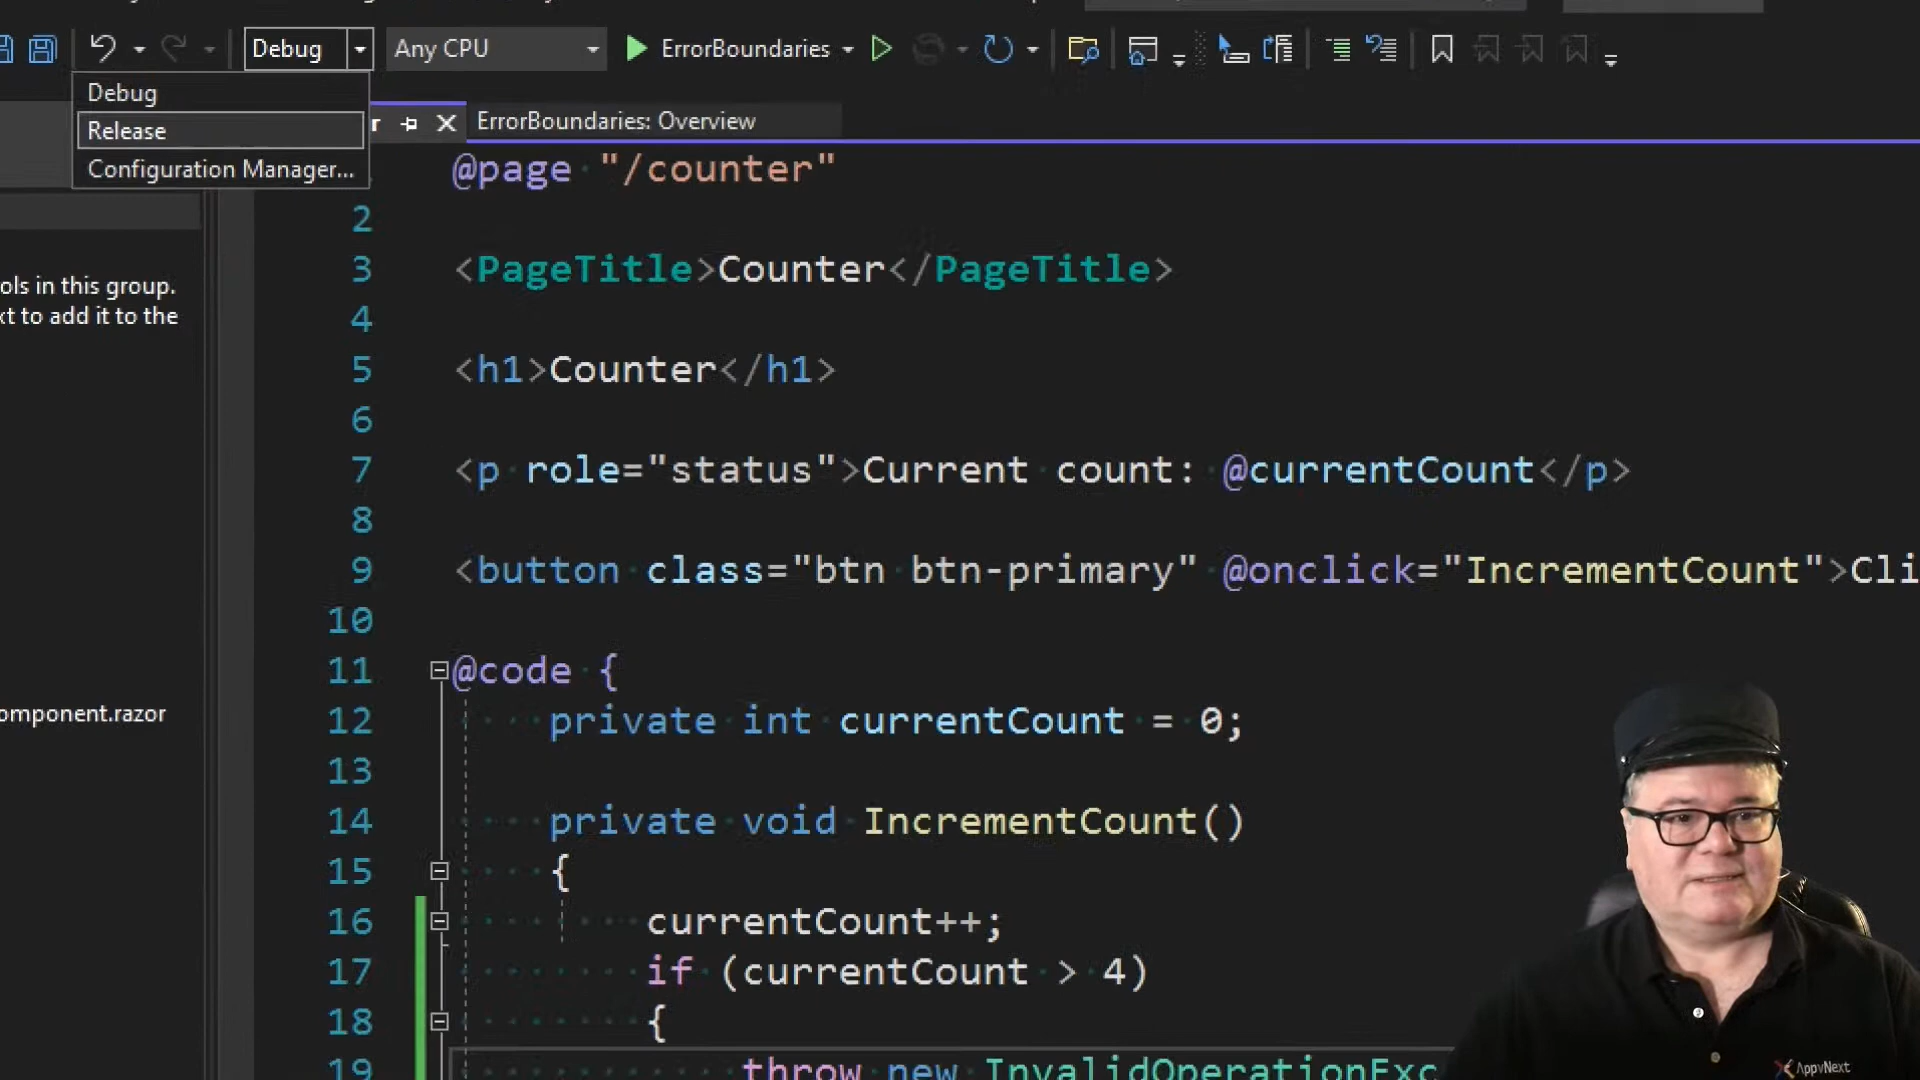 Debug
Any CPU
ErrorBoundaries
Debug
Release
Configuration Manager...
r
ErrorBoundaries: Overview
ols in this group.
xt to add it to the
omponent.razor
@page "/counter"
2
3 <PageTitle>Counter</PageTitle>
4
5 <h1>Counter</h1>
6
7 <p role="status">Current count: @currentCount</p>
8
9 <button class="btn btn-primary" @onclick="IncrementCount">Cli
10
11 @code {
12 private int currentCount = 0;
13
14 private void IncrementCount()
15 {
16 currentCount++;
17 if (currentCount > 4)
18 {
19 throw new InvalidOperationExc
AppvNext